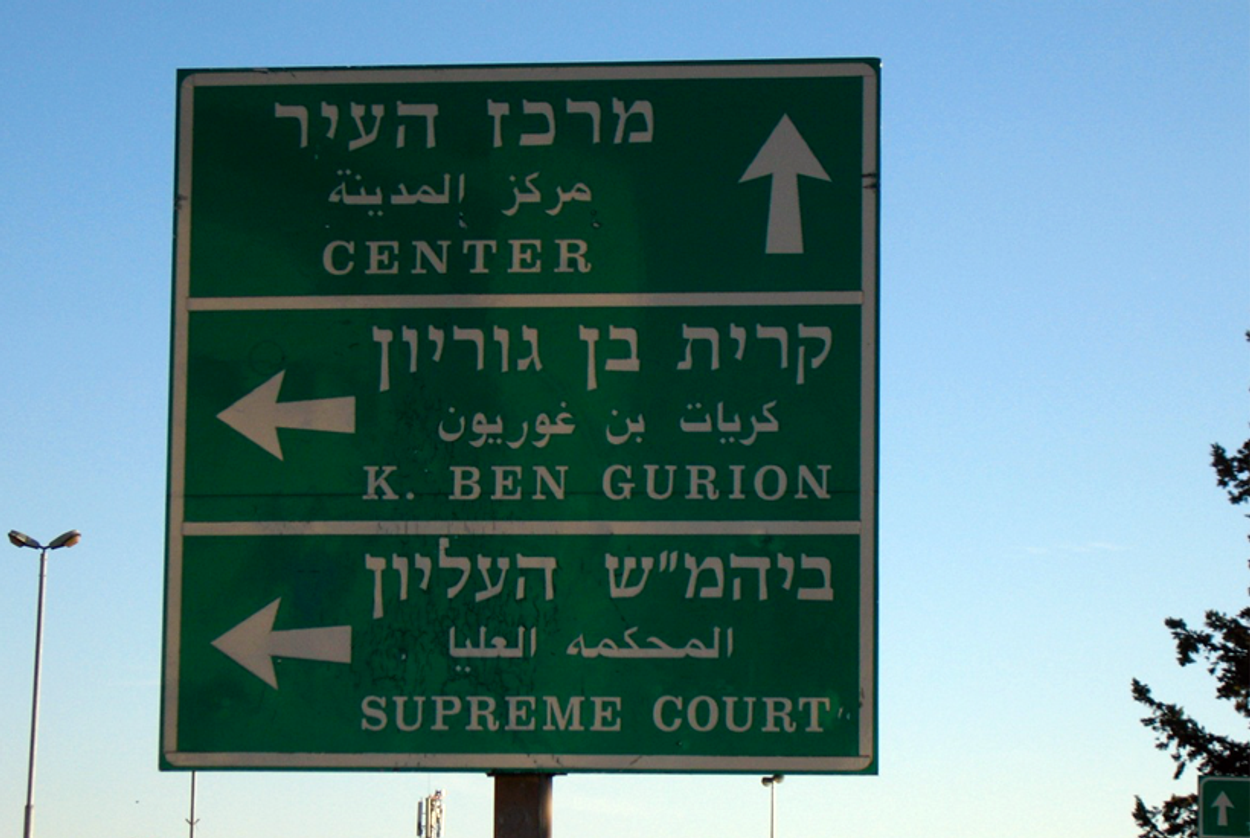 מרכז העיר
مركز المدينة
CENTER
קרית בן גוריון
كريات بن غوريون
K. BEN GURION
ביהמ"ש העליון
المحكمه العليا
SUPREME COURT